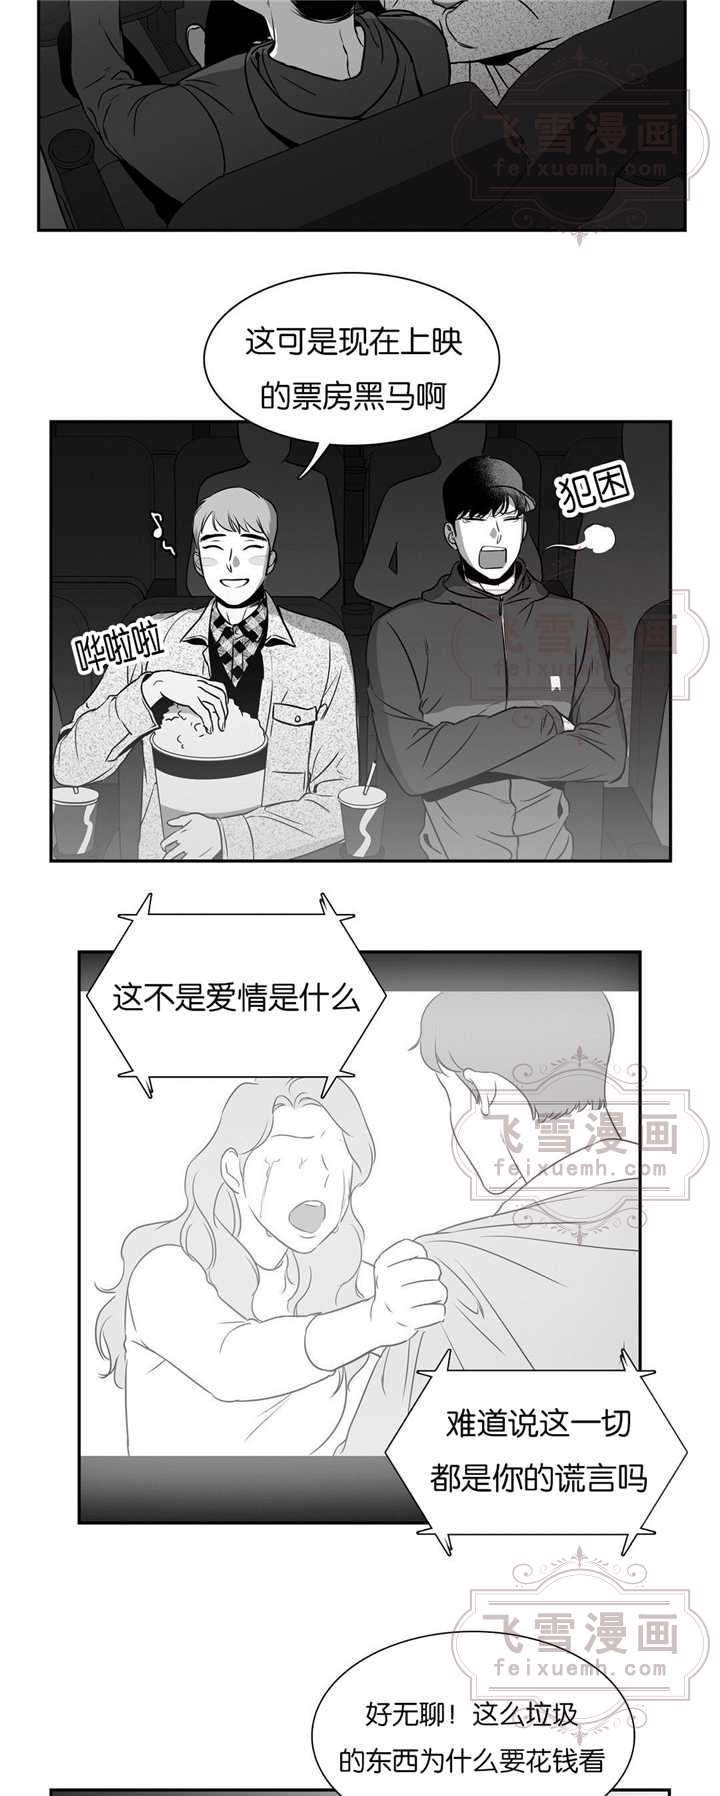 飞雪漫画
feixuemh.com
这可是现在上映
的票房黑马啊
犯困
哗啦啦
飞雪漫画
feixuemh.com
这不是爱情是什么
飞雪漫画
feixuemh.com
难道说这一切
都是你的谎言吗
飞雪漫画
feixuemh.com
好无聊！这么垃圾
的东西为什么要花钱看